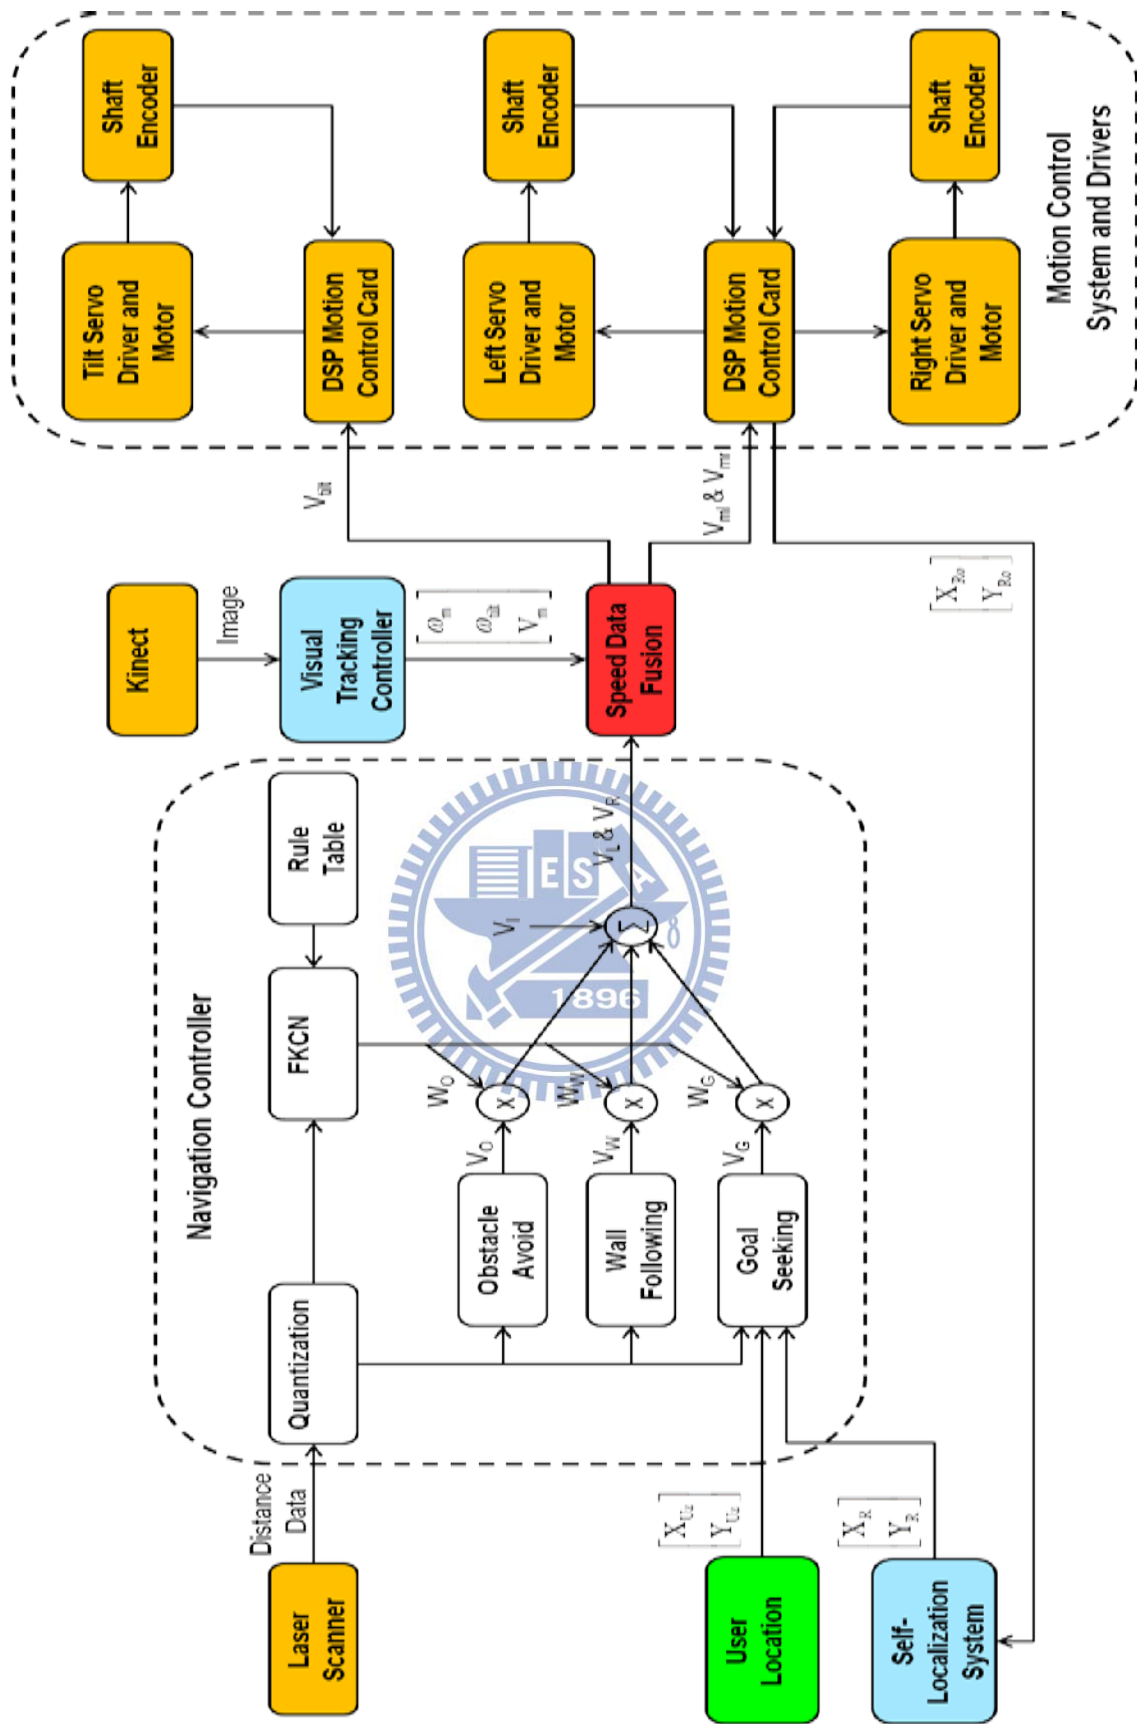 Laser
Scanner
Distance
Data
User
Location
Self-
Localization
System
[X_Uz
Y_Uz]
[X_R
Y_R]
Navigation Controller
Quantization
FKCN
Rule
Table
Obstacle
Avoid
Wall
Following
Goal
Seeking
V_O
V_W
V_G
W_O
W_W
W_G
X
X
X
V_I
Σ
V_L & V_R
1896
E S A
8
Kinect
Image
Visual
Tracking
Controller
[ω_m
ω_tilt
V_m]
Speed Data
Fusion
V_tilt
V_ml & V_mr
[X_Ro
Y_Ro]
Tilt Servo
Driver and
Motor
Shaft
Encoder
DSP Motion
Control Card
Left Servo
Driver and
Motor
Shaft
Encoder
DSP Motion
Control Card
Right Servo
Driver and
Motor
Shaft
Encoder
Motion Control
System and Drivers